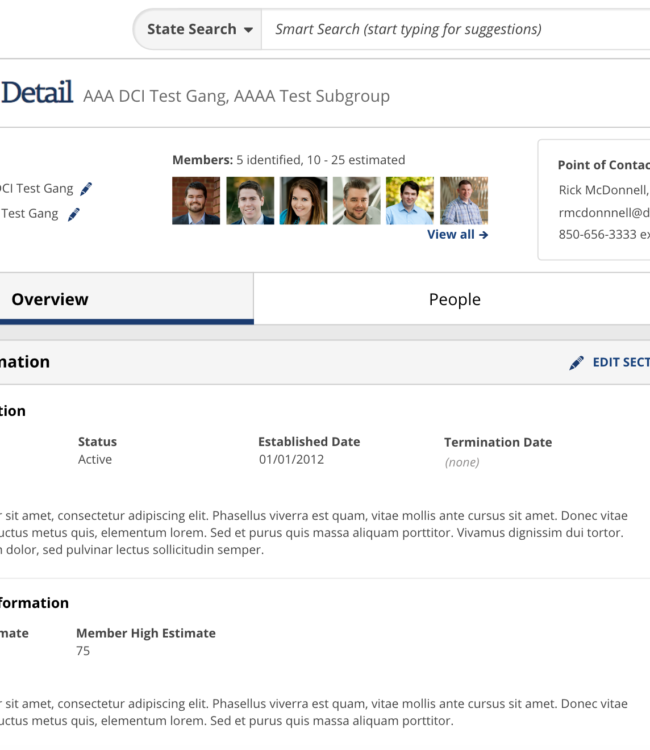 State Search Smart Search (start typing for suggestions)
Detail AAA DCI Test Gang, AAAA Test Subgroup
Members: 5 identified, 10 - 25 estimated
CI Test Gang
Test Gang
View all →
Point of Contac
Rick McDonnell,
rmcdonnnell@d
850-656-3333 ex
Overview People
mation EDIT SECT
tion
Status Established Date Termination Date
Active 01/01/2012 (none)
r sit amet, consectetur adipiscing elit. Phasellus viverra est quam, vitae mollis ante cursus sit amet. Donec vitae
uctus metus quis, elementum lorem. Sed et purus quis massa aliquam porttitor. Vivamus dignissim dui tortor.
n dolor, sed pulvinar lectus sollicitudin semper.
formation
mate Member High Estimate
75
r sit amet, consectetur adipiscing elit. Phasellus viverra est quam, vitae mollis ante cursus sit amet. Donec vitae
uctus metus quis, elementum lorem. Sed et purus quis massa aliquam porttitor.